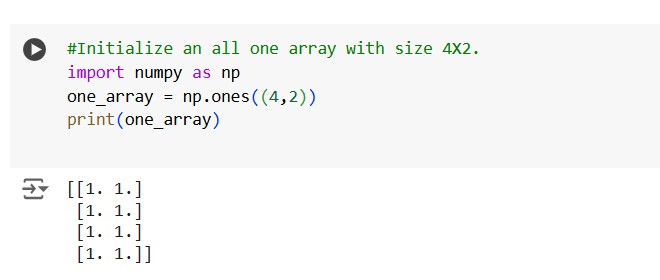 #Initialize an all one array with size 4X2.
import numpy as np
one_array = np.ones((4,2))
print(one_array)
[[1. 1.]
 [1. 1.]
 [1. 1.]
 [1. 1.]]